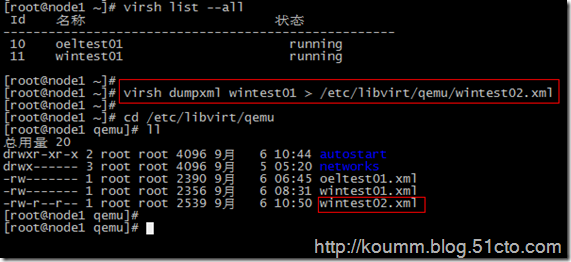 [root@node1 ~]# virsh list --all
Id 名称 状态
----------------------------------------------------
10 oeltest01 running
11 wintest01 running
[root@node1 ~]#
[root@node1 ~]# virsh dumpxml wintest01 > /etc/libvirt/qemu/wintest02.xml
[root@node1 ~]#
[root@node1 ~]# cd /etc/libvirt/qemu
[root@node1 qemu]# ll
总用量 20
drwxr-xr-x 2 root root 4096 9月 6 10:44 autostart
drwx------ 3 root root 4096 9月 5 05:20 networks
-rw------- 1 root root 2390 9月 6 06:45 oeltest01.xml
-rw------- 1 root root 2356 9月 6 08:31 wintest01.xml
-rw-r--r-- 1 root root 2539 9月 6 10:50 wintest02.xml
[root@node1 qemu]#
[root@node1 qemu]#
http://koumm.blog.51cto.com